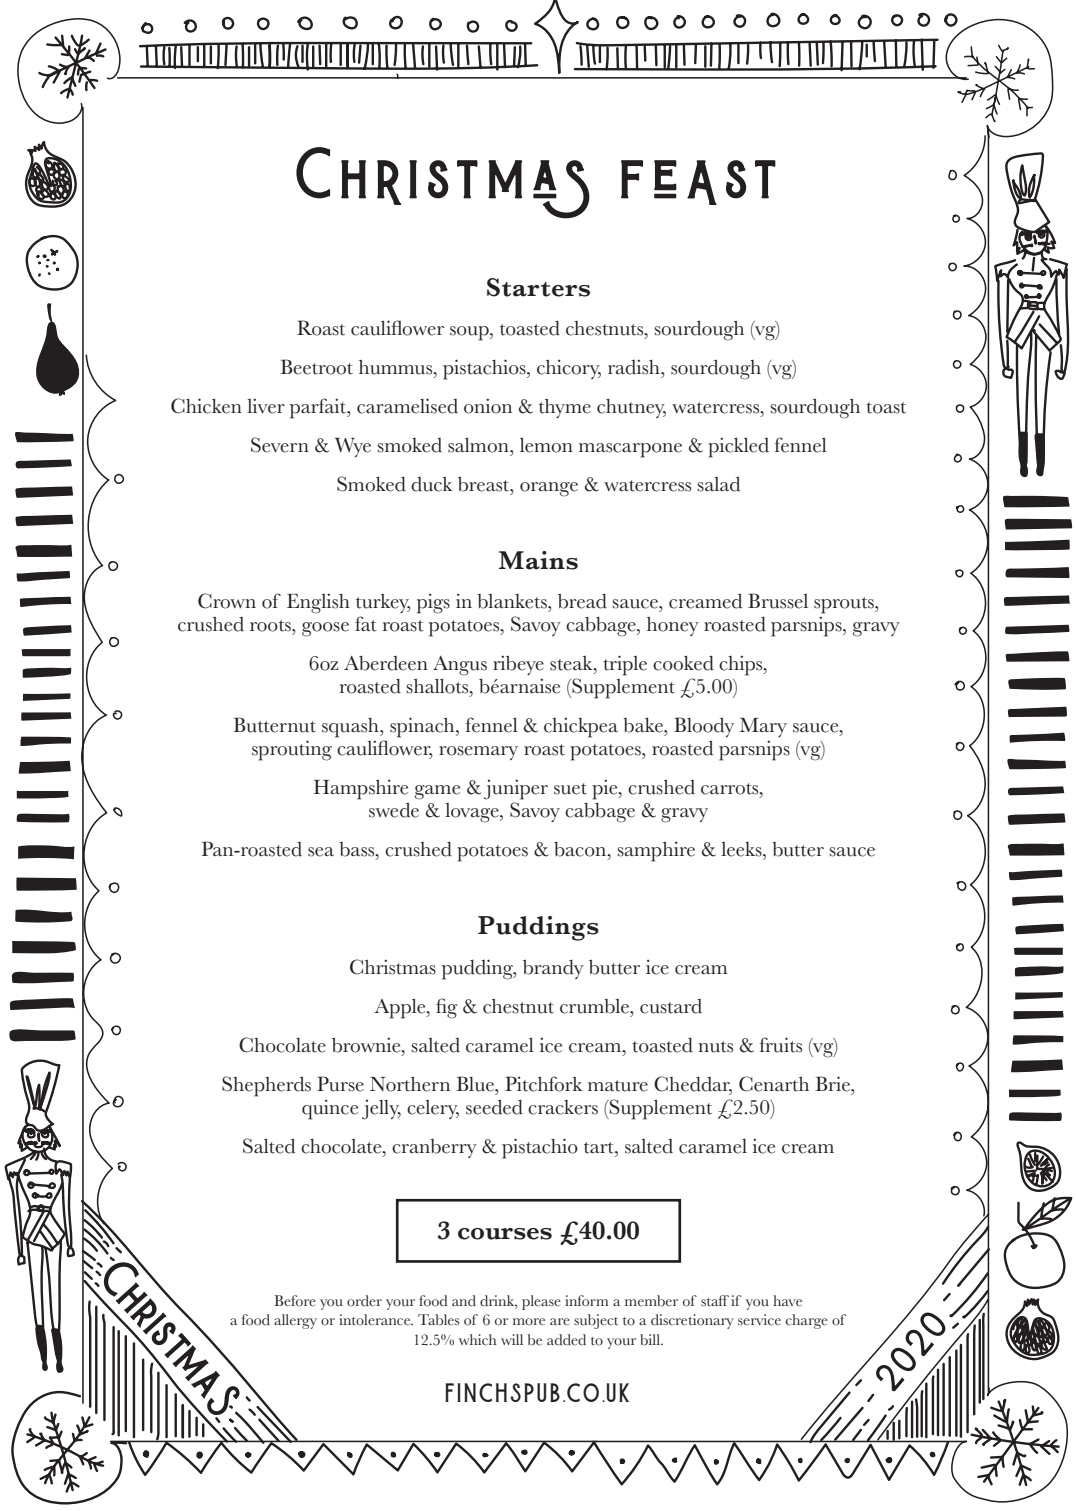 Christmas feast
Starters
Roast cauliflower soup, toasted chestnuts, sourdough (vg)
Beetroot hummus, pistachios, chicory, radish, sourdough (vg)
Chicken liver parfait, caramelised onion & thyme chutney, watercress, sourdough toast
Severn & Wye smoked salmon, lemon mascarpone & pickled fennel
Smoked duck breast, orange & watercress salad
Mains
Crown of English turkey, pigs in blankets, bread sauce, creamed Brussel sprouts,
crushed roots, goose fat roast potatoes, Savoy cabbage, honey roasted parsnips, gravy
6oz Aberdeen Angus ribeye steak, triple cooked chips,
roasted shallots, béarnaise (Supplement £5.00)
Butternut squash, spinach, fennel & chickpea bake, Bloody Mary sauce,
sprouting cauliflower, rosemary roast potatoes, roasted parsnips (vg)
Hampshire game & juniper suet pie, crushed carrots,
swede & lovage, Savoy cabbage & gravy
Pan-roasted sea bass, crushed potatoes & bacon, samphire & leeks, butter sauce
Puddings
Christmas pudding, brandy butter ice cream
Apple, fig & chestnut crumble, custard
Chocolate brownie, salted caramel ice cream, toasted nuts & fruits (vg)
Shepherds Purse Northern Blue, Pitchfork mature Cheddar, Cenarth Brie,
quince jelly, celery, seeded crackers (Supplement £2.50)
Salted chocolate, cranberry & pistachio tart, salted caramel ice cream
3 courses £40.00
Before you order your food and drink, please inform a member of staff if you have
a food allergy or intolerance. Tables of 6 or more are subject to a discretionary service charge of
12.5% which will be added to your bill.
Christmas
2020
FINCHSPUB.CO.UK